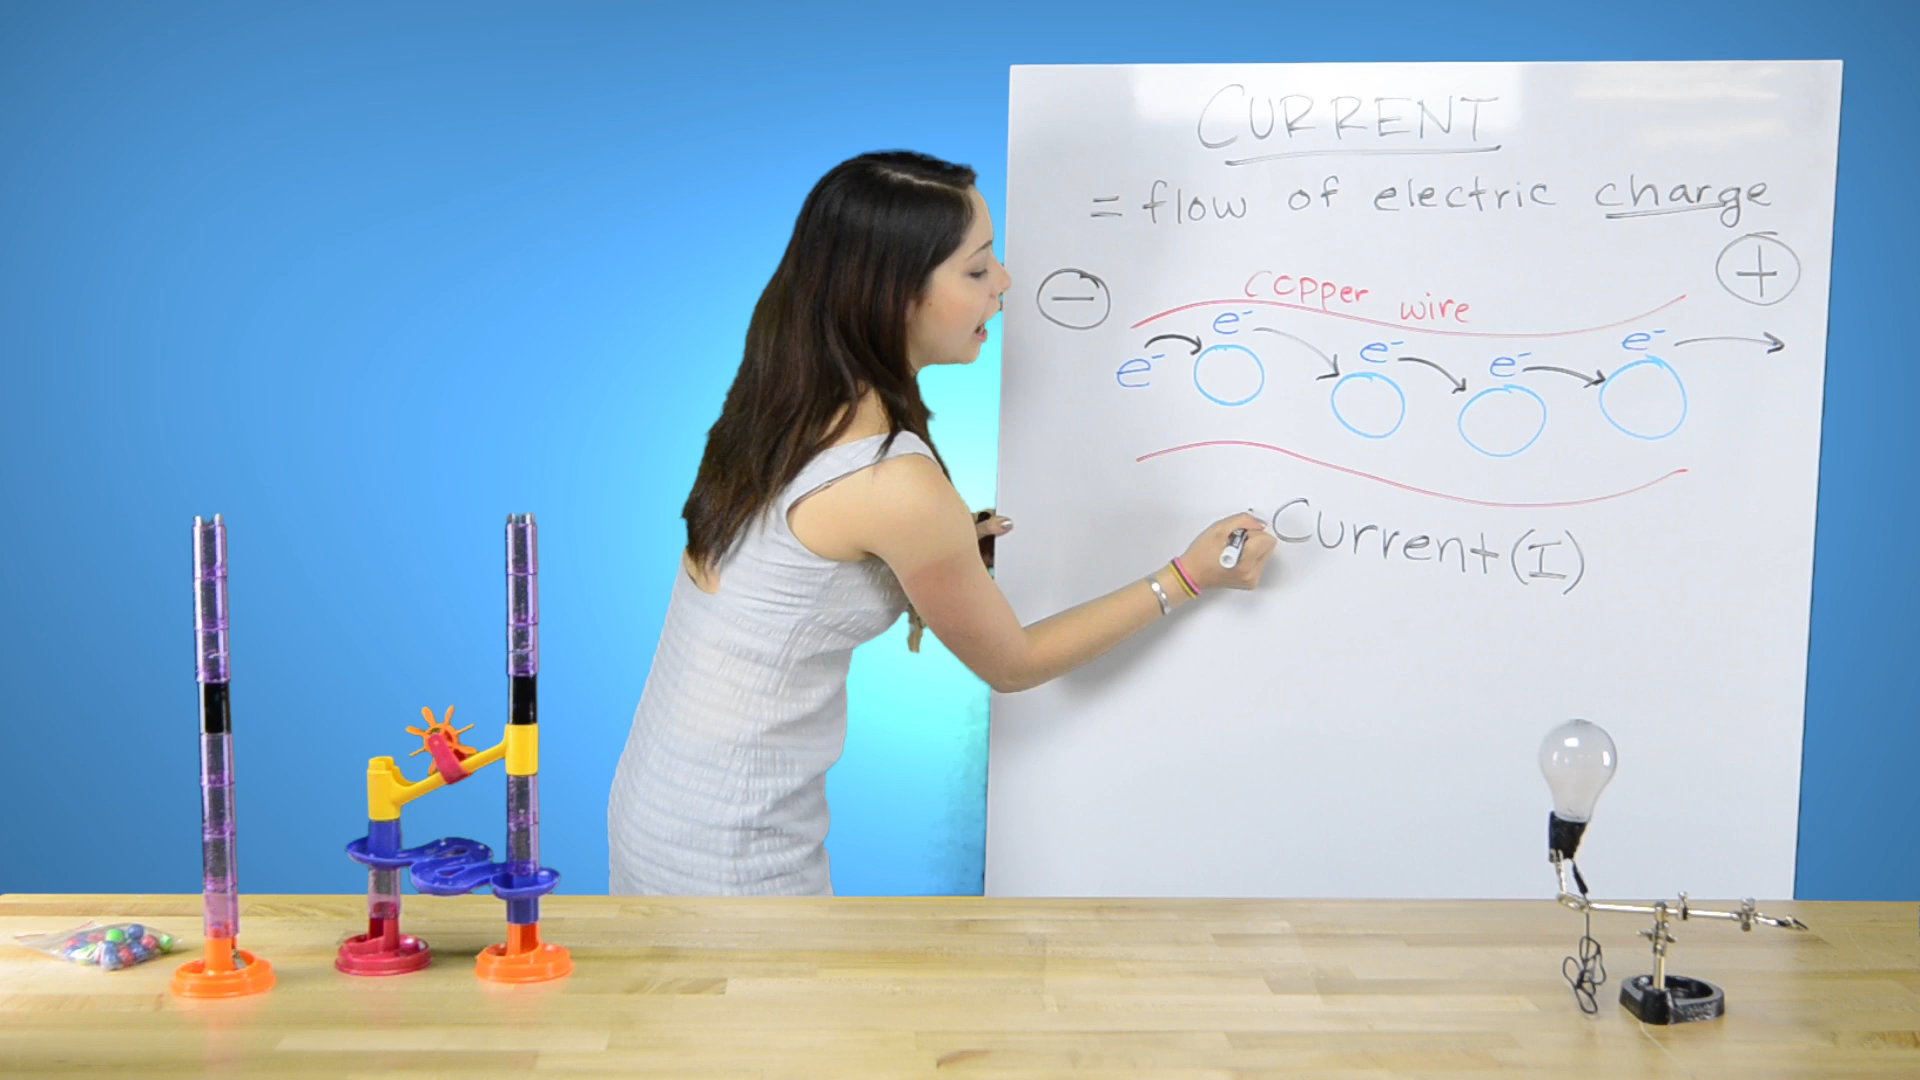 CURRENT
= flow of electric charge
− +
copper wire
e⁻ e⁻ e⁻ e⁻ e⁻
Current (I)